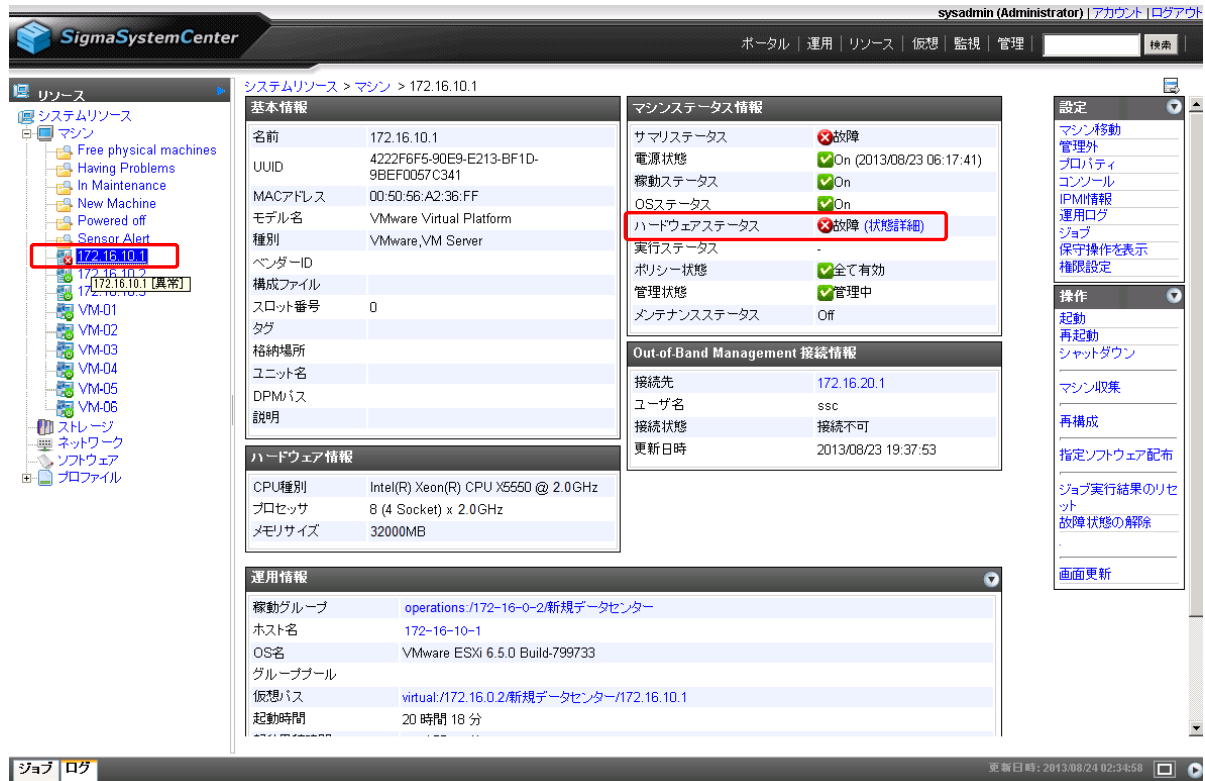 sysadmin (Administrator) | アカウント | ログアウト
SigmaSystemCenter
ポータル | 運用 | リソース | 仮想 | 監視 | 管理 | 検索
リソース
システムリソース
マシン
Free physical machines
Having Problems
In Maintenance
New Machine
Powered off
Sensor Alert
172.16.10.1
172.16.10.2
172.16.10.1 [異常]
172.16.10.3
VM-01
VM-02
VM-03
VM-04
VM-05
VM-06
ストレージ
ネットワーク
ソフトウェア
プロファイル
システムリソース > マシン > 172.16.10.1
基本情報
名前 172.16.10.1
UUID 4222F6F5-90E9-E213-BF1D-
9BEF0057C341
MACアドレス 00:50:56:A2:36:FF
モデル名 VMware Virtual Platform
種別 VMware,VM Server
ベンダーID
構成ファイル
スロット番号 0
タグ
格納場所
ユニット名
DPMパス
説明
ハードウェア情報
CPU種別 Intel(R) Xeon(R) CPU X5550 @ 2.0GHz
プロセッサ 8 (4 Socket) x 2.0GHz
メモリサイズ 32000MB
マシンステータス情報
サマリステータス 故障
電源状態 On (2013/08/23 06:17:41)
稼動ステータス On
OSステータス On
ハードウェアステータス 故障 (状態詳細)
実行ステータス -
ポリシー状態 全て有効
管理状態 管理中
メンテナンスステータス Off
Out-of-Band Management 接続情報
接続先 172.16.20.1
ユーザ名 ssc
接続状態 接続不可
更新日時 2013/08/23 19:37:53
運用情報
稼動グループ operations:/172-16-0-2/新規データセンター
ホスト名 172-16-10-1
OS名 VMware ESXi 6.5.0 Build-799733
グループプール
仮想パス virtual:/172.16.0.2/新規データセンター/172.16.10.1
起動時間 20 時間 18 分
設定
マシン移動
管理外
プロパティ
コンソール
IPMI情報
運用ログ
ジョブ
保守操作を表示
権限設定
操作
起動
再起動
シャットダウン
マシン収集
再構成
指定ソフトウェア配布
ジョブ実行結果のリセ
ット
故障状態の解除
.
画面更新
ジョブ ログ
更新日時 : 2013/08/24 02:34:58